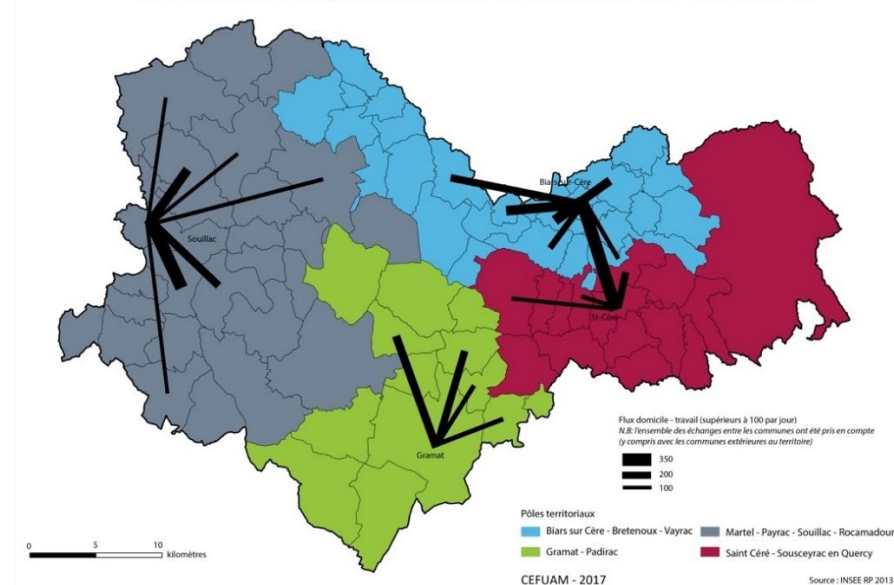 Biars-sur-Cère
Souillac
St-Céré
Gramat
Flux domicile - travail (supérieurs à 100 par jour)
N.B: l'ensemble des échanges entre les communes ont été pris en compte
(y compris avec les communes extérieures au territoire)
350
200
100
Pôles territoriaux
Biars sur Cère - Bretenoux - Vayrac
Martel - Payrac - Souillac - Rocamadour
Gramat - Padirac
Saint Céré - Sousceyrac en Quercy
0 5 10 kilomètres
CEFUAM - 2017
Source : INSEE RP 2013